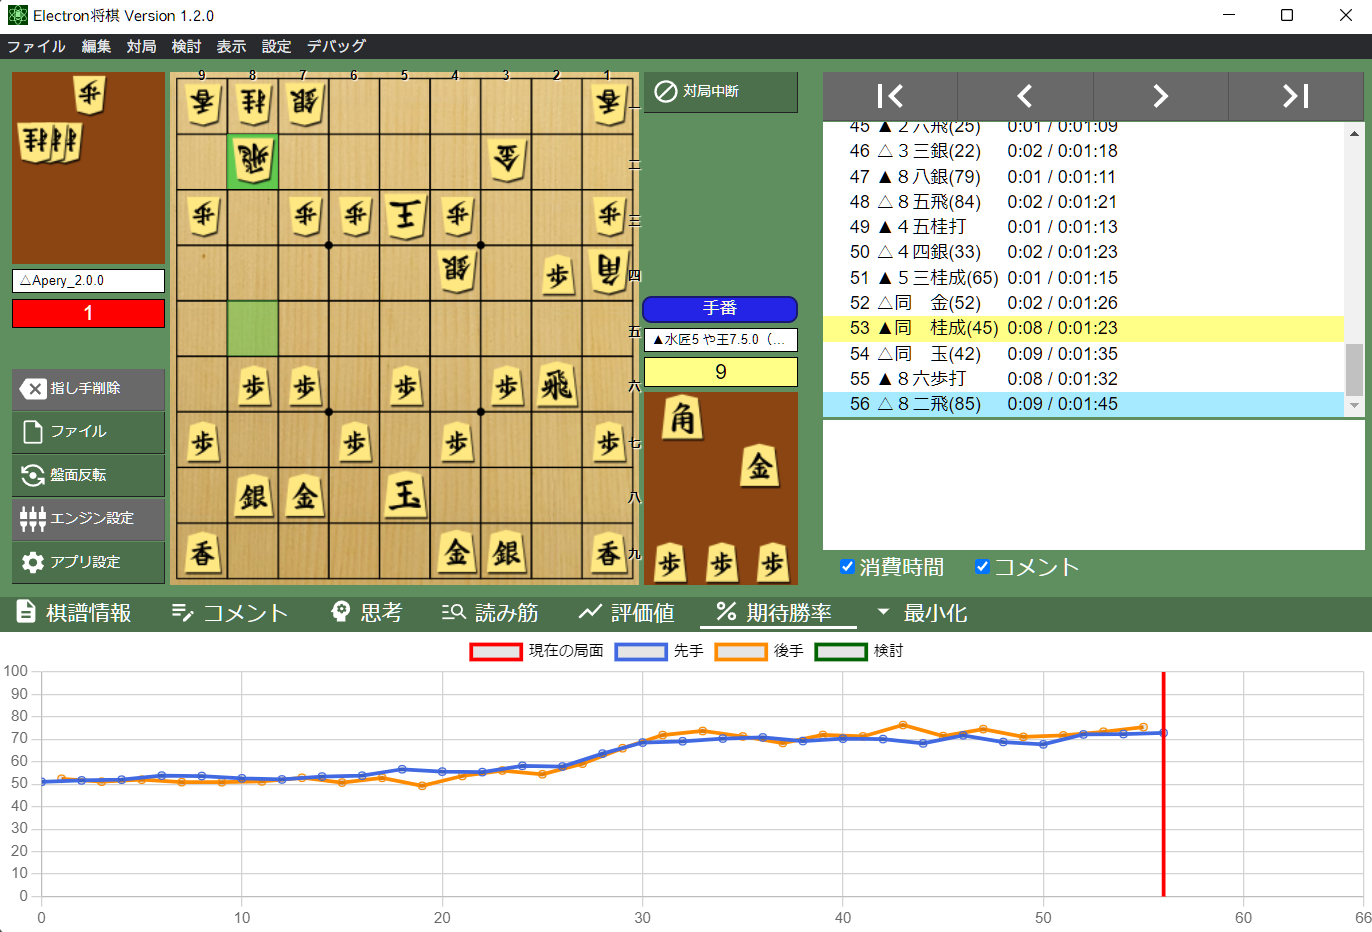 Electron将棋 Version 1.2.0
ファイル 編集 対局 検討 表示 設定 デバッグ
歩
桂
△Apery_2.0.0
1
指し手削除
ファイル
盤面反転
エンジン設定
アプリ設定
9 8 7 6 5 4 3 2 1
香 桂 銀 香 一
飛 金 二
歩 歩 歩 王 歩 歩 三
銀 歩 角 四
五
歩 歩 歩 歩 飛 六
歩 歩 歩 歩 七
銀 金 玉 八
香 金 銀 香 九
対局中断
手番
▲水匠5 や王7.5.0（...
9
角
金
歩 歩 歩
45 ▲２六飛(25) 0:01 / 0:01:09
46 △３三銀(22) 0:02 / 0:01:18
47 ▲８八銀(79) 0:01 / 0:01:11
48 △８五飛(84) 0:02 / 0:01:21
49 ▲４五桂打 0:01 / 0:01:13
50 △４四銀(33) 0:02 / 0:01:23
51 ▲５三桂成(65) 0:01 / 0:01:15
52 △同　金(52) 0:02 / 0:01:26
53 ▲同　桂成(45) 0:08 / 0:01:23
54 △同　玉(42) 0:09 / 0:01:35
55 ▲８六歩打 0:08 / 0:01:32
56 △８二飛(85) 0:09 / 0:01:45
消費時間 コメント
棋譜情報 コメント 思考 読み筋 評価値 期待勝率 最小化
現在の局面 先手 後手 検討
100
90
80
70
60
50
40
30
20
10
0
0 10 20 30 40 50 60 66